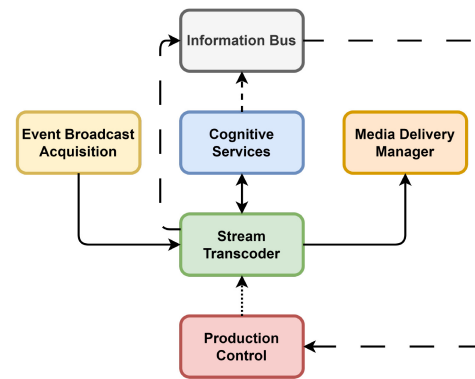 Information Bus
Event Broadcast
Acquisition
Cognitive
Services
Media Delivery
Manager
Stream
Transcoder
Production
Control